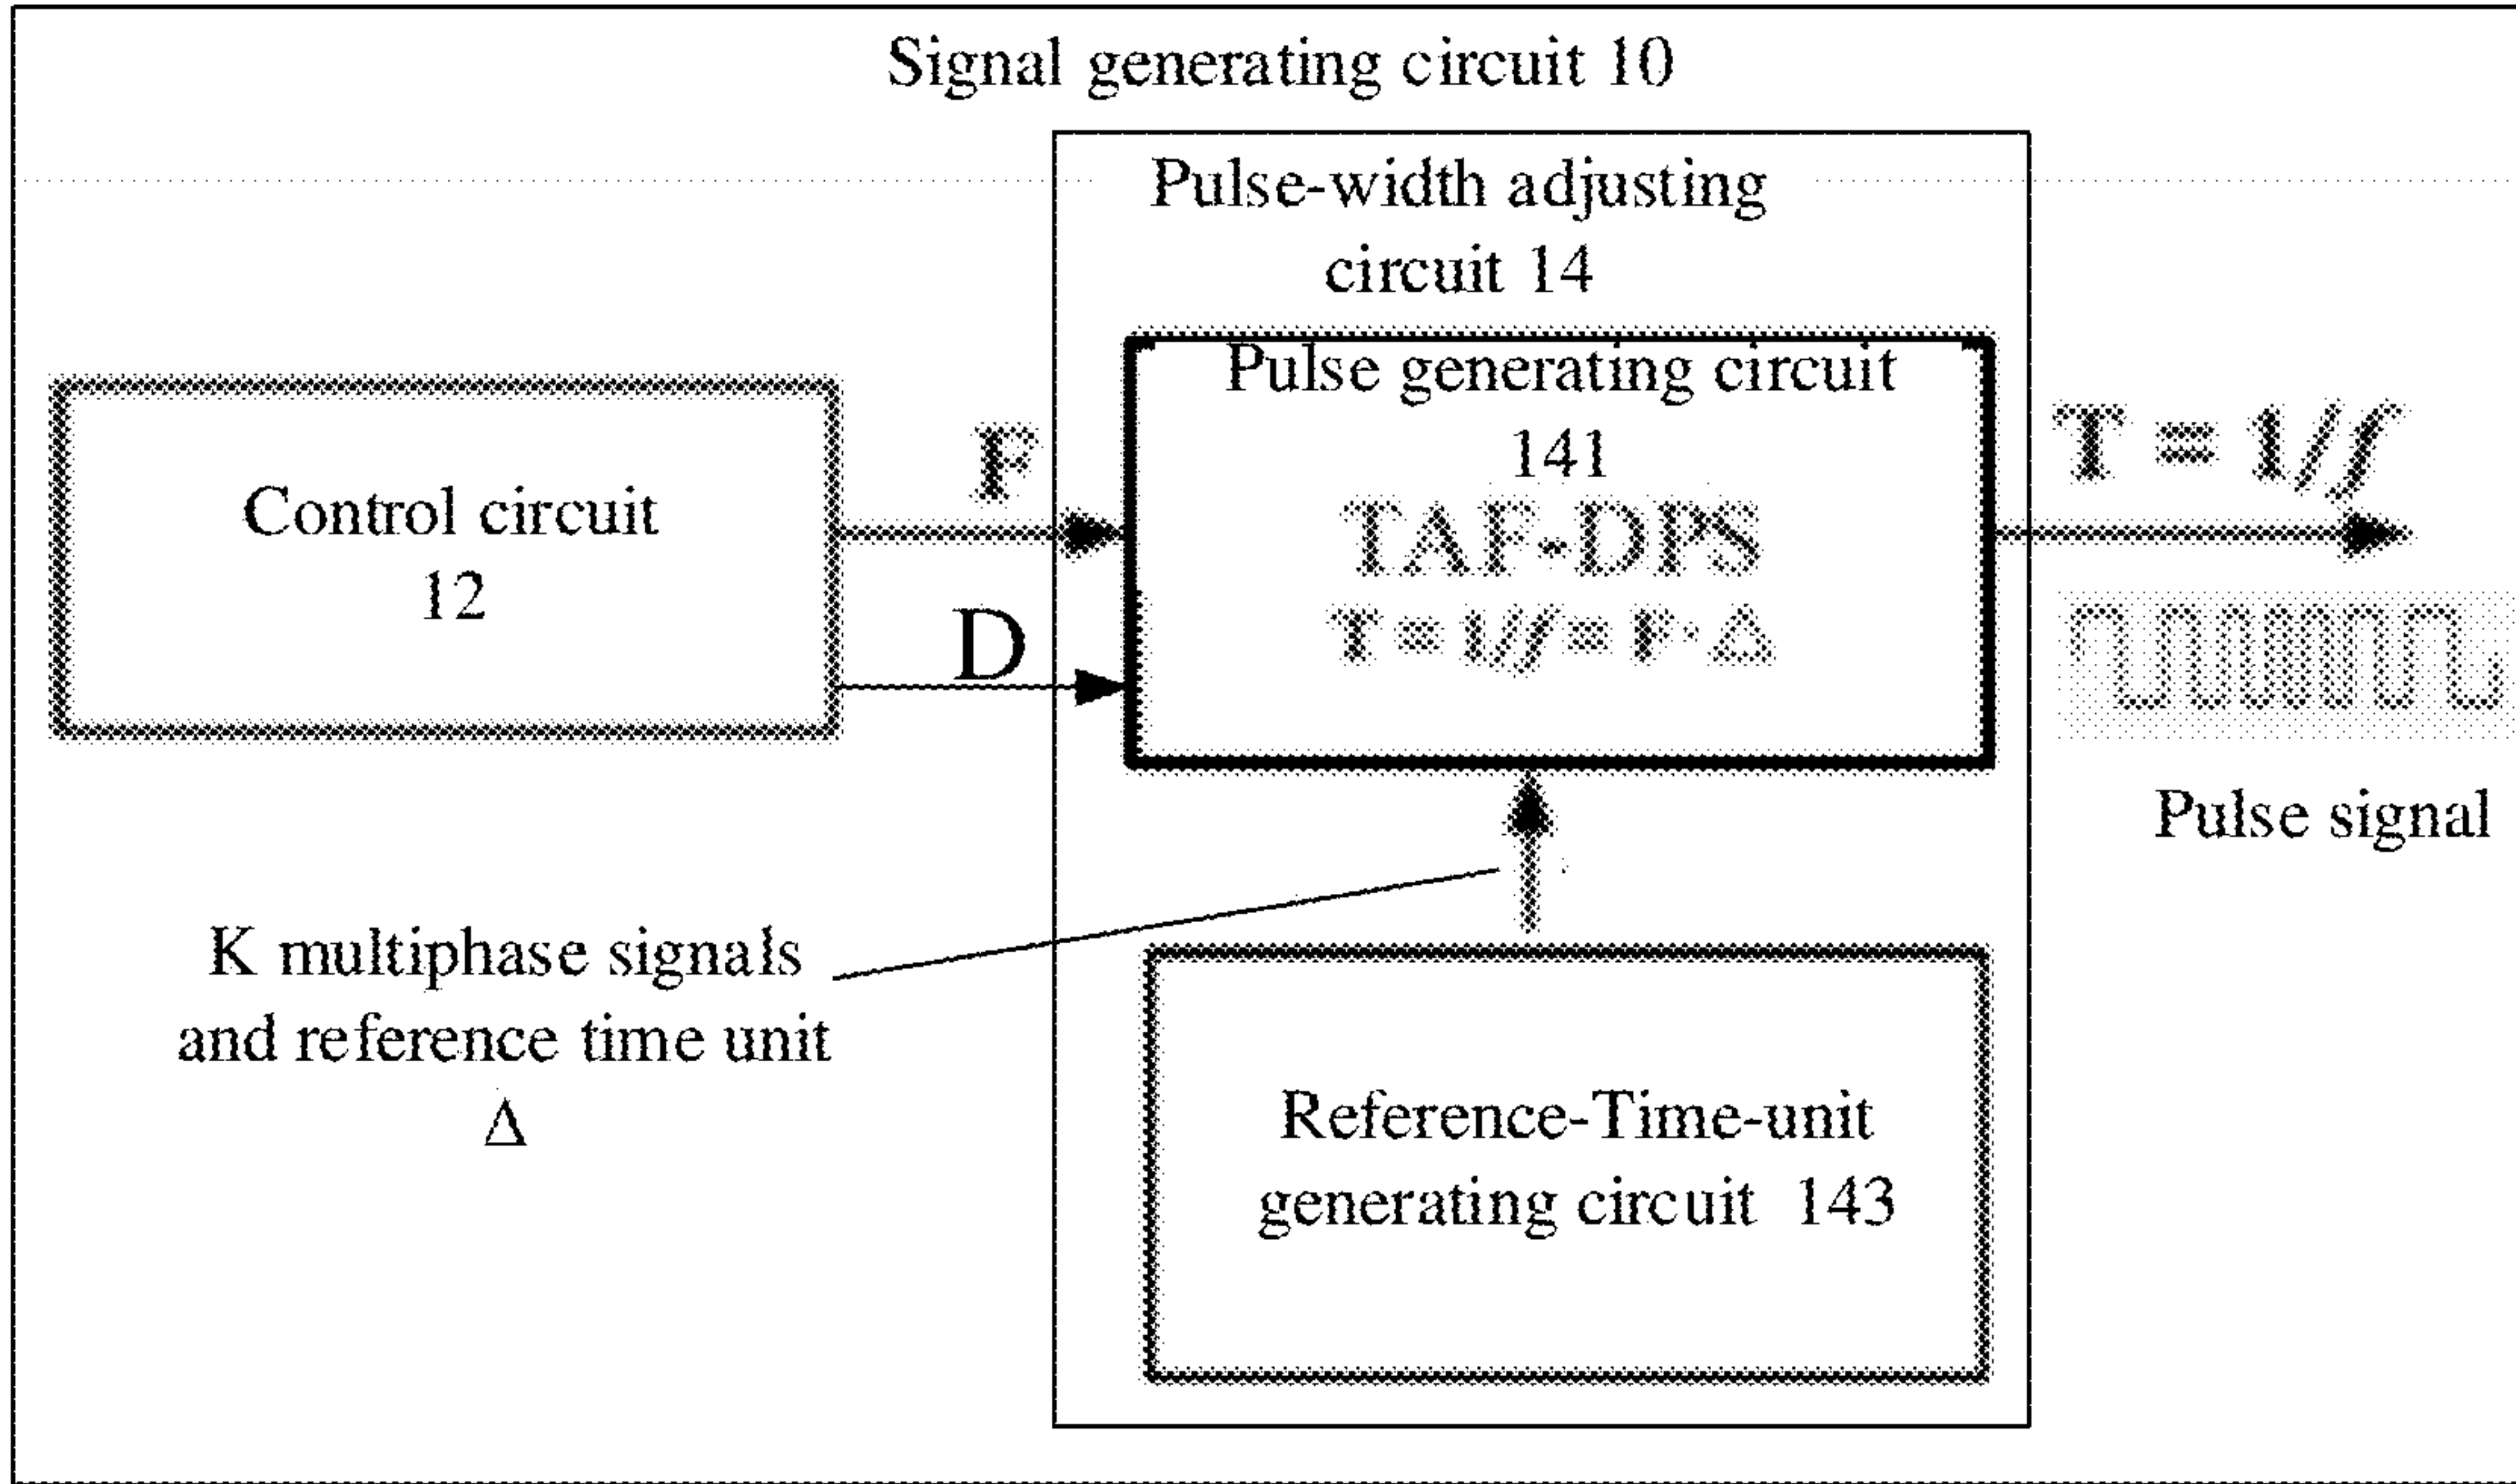 Signal generating circuit 10
Pulse-width adjusting
circuit 14
Control circuit
12
F
D
Pulse generating circuit
141
TAF-DPS
T = 1/f = F · Δ
T = 1/f
Pulse signal
K multiphase signals
and reference time unit
Δ
Reference-Time-unit
generating circuit 143